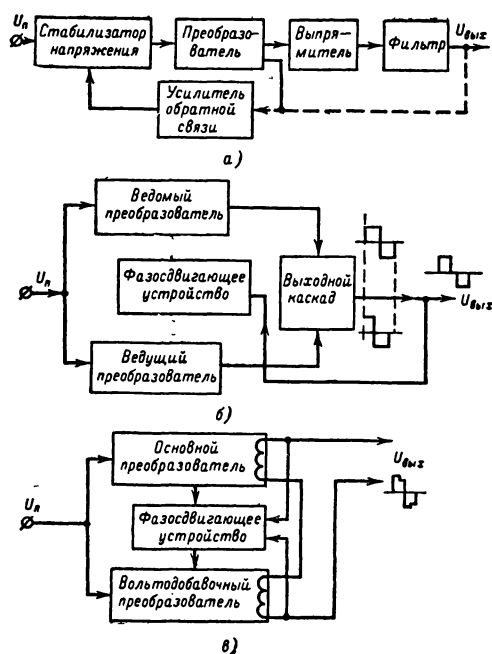 Uп
Стабилизатор
напряжения
Преобразо-
ватель
Выпря-
митель
Фильтр
Uвых
Усилитель
обратной
связи
а)
Ведомый
преобразователь
Uп
Фазосдвигающее
устройство
Выходной
каскад
Uвых
Ведущий
преобразователь
б)
Основной
преобразователь
Uвых
Uп
Фазосдвигающее
устройство
Вольтодобавочный
преобразователь
в)